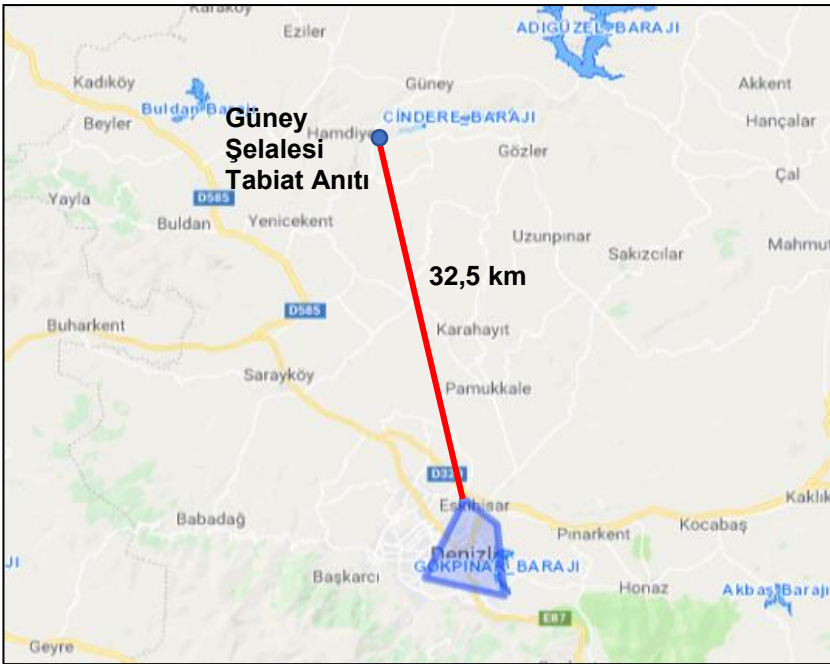 Karaköy
Eziler
ADIGÜZEL BARAJI
Kadıköy
Güney
Akkent
Buldan Barajı
Beyler
Güney
Şelalesi
Tabiat Anıtı
Hamdiye
CİNDERE BARAJI
Hançalar
Gözler
Çal
Yayla
D585
Buldan
Yenicekent
Uzunpınar
Sakızcılar
Mahmut
32,5 km
D585
Buharkent
Karahayıt
Sarayköy
Pamukkale
D320
Eskihisar
Kaklık
Babadağ
Pınarkent
Kocabaş
Denizli
JI
GÖKPINAR BARAJI
Başkarcı
Honaz
Akbaş Barajı
E87
Geyre